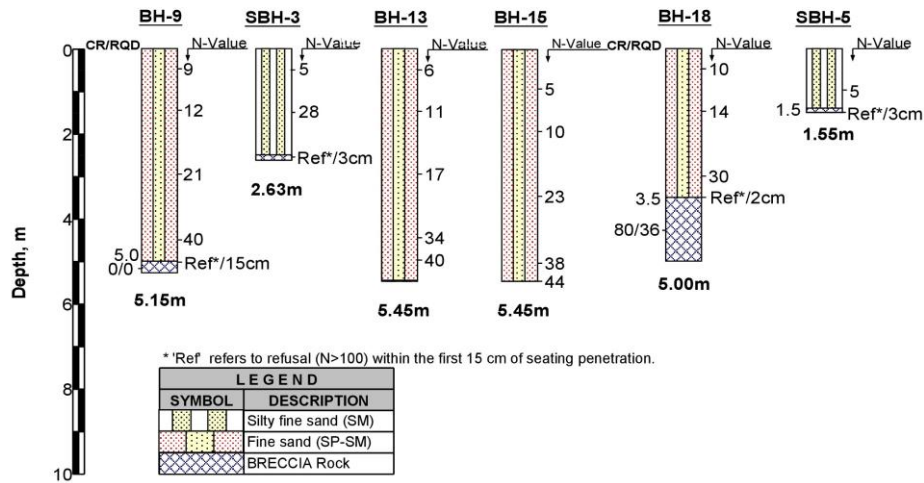 BH-9 SBH-3 BH-13 BH-15 BH-18 SBH-5
CR/RQD N-Value N-Value N-Value N-Value CR/RQD N-Value N-Value
0
2
4
6
8
10
Depth, m
9
12
21
40
5.0
0/0
Ref*/15cm
5.15m
5
28
Ref*/3cm
2.63m
6
11
17
34
40
5.45m
5
10
23
38
44
5.45m
10
14
30
3.5
Ref*/2cm
80/36
5.00m
5
1.5
Ref*/3cm
1.55m
* 'Ref' refers to refusal (N>100) within the first 15 cm of seating penetration.
LEGEND
SYMBOL DESCRIPTION
Silty fine sand (SM)
Fine sand (SP-SM)
BRECCIA Rock